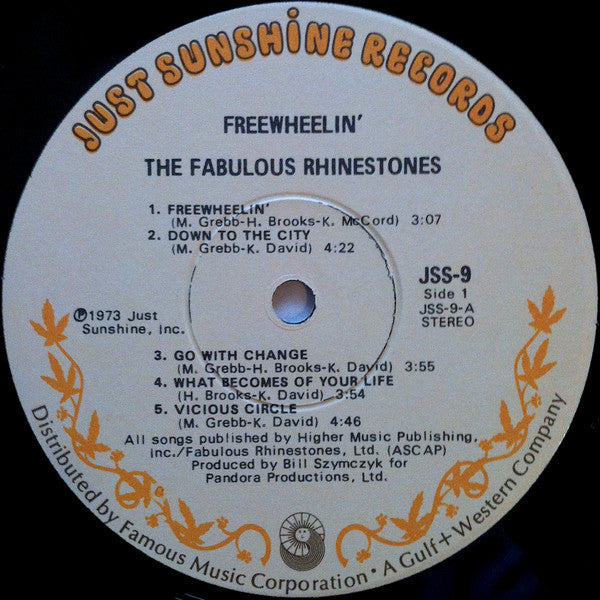 JUST SUNSHINE RECORDS
FREEWHEELIN'
THE FABULOUS RHINESTONES
1. FREEWHEELIN'
(M. Grebb-H. Brooks-K. McCord) 3:07
2. DOWN TO THE CITY
(M. Grebb-K. David) 4:22
JSS-9
Side 1
JSS-9-A
STEREO
℗1973 Just
Sunshine, inc.
3. GO WITH CHANGE
(M. Grebb-H. Brooks-K. David) 3:55
4. WHAT BECOMES OF YOUR LIFE
(H. Brooks-K. David) 3:54
5. VICIOUS CIRCLE
(M. Grebb-K. David) 4:46
All songs published by Higher Music Publishing,
inc./Fabulous Rhinestones, Ltd. (ASCAP)
Produced by Bill Szymczyk for
Pandora Productions, Ltd.
Distributed by Famous Music Corporation • A Gulf+Western Company